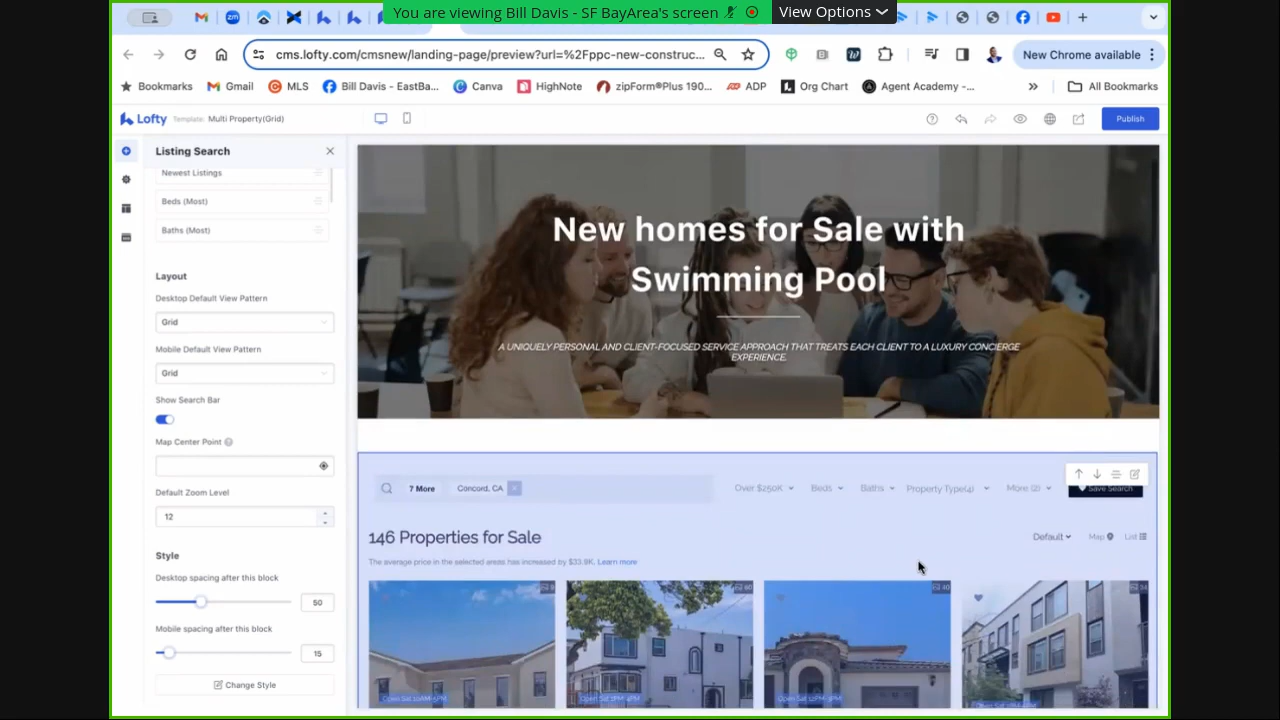 You are viewing Bill Davis - SF BayArea's screen
View Options
cms.lofty.com/cmsnew/landing-page/preview?url=%2Fppc-new-construc...
New Chrome available
Bookmarks
Gmail
MLS
Bill Davis - EastBa...
Canva
HighNote
zipForm®Plus 190...
ADP
Org Chart
Agent Academy -...
All Bookmarks
Lofty
Template: Multi Property(Grid)
Publish
Listing Search
Newest Listings
Beds (Most)
Baths (Most)
Layout
Desktop Default View Pattern
Grid
Mobile Default View Pattern
Grid
Show Search Bar
Map Center Point
Default Zoom Level
12
Style
Desktop spacing after this block
50
Mobile spacing after this block
15
Change Style
New homes for Sale with
Swimming Pool
A UNIQUELY PERSONAL AND CLIENT-FOCUSED SERVICE APPROACH THAT TREATS EACH CLIENT TO A LUXURY CONCIERGE
EXPERIENCE.
7 More
Concord, CA
Over $250K
Beds
Baths
Property Type(4)
More (2)
Save Search
146 Properties for Sale
Default
Map
List
The average price in the selected areas has increased by $33.9K. Learn more